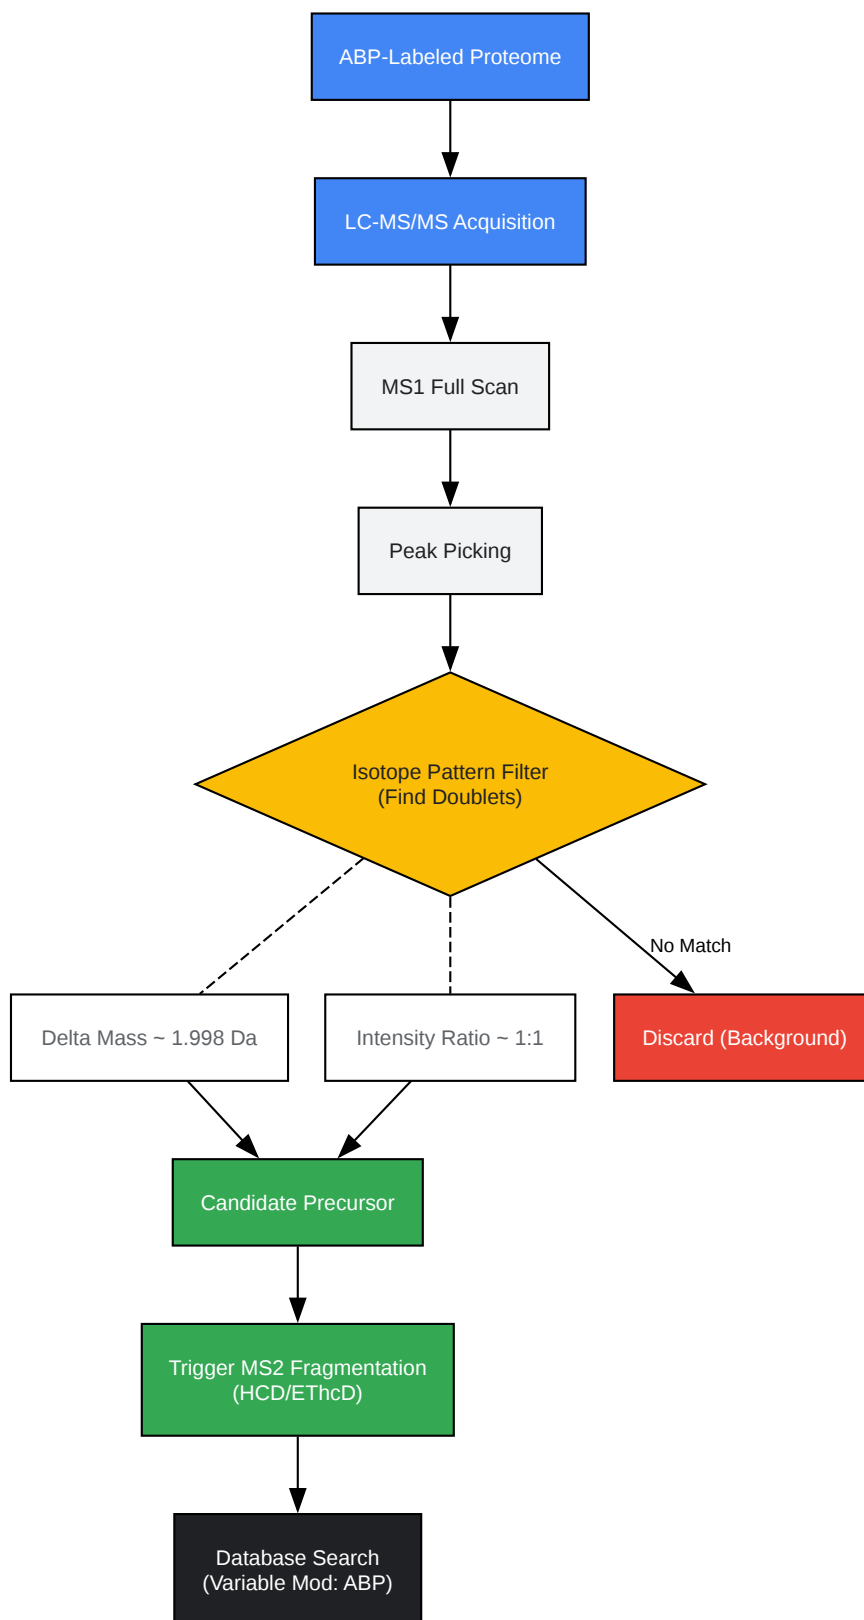 ABP-Labeled Proteome
LC-MS/MS Acquisition
MS1 Full Scan
Peak Picking
Isotope Pattern Filter
(Find Doublets)
No Match
Delta Mass ~ 1.998 Da
Intensity Ratio ~ 1:1
Discard (Background)
Candidate Precursor
Trigger MS2 Fragmentation
(HCD/EThcD)
Database Search
(Variable Mod: ABP)